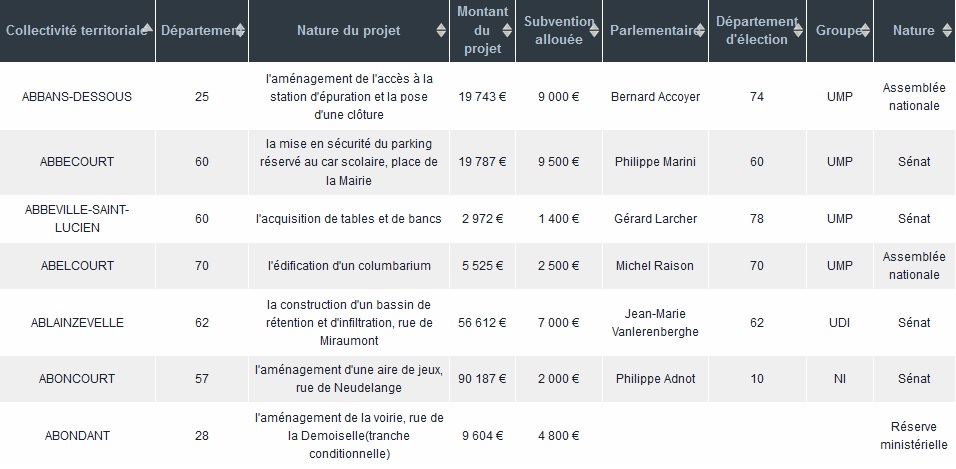 Collectivité territoriale Département Nature du projet Montant du projet Subvention allouée Parlementaire Département d'élection Groupe Nature
ABBANS-DESSOUS 25 l'aménagement de l'accès à la station d'épuration et la pose d'une clôture 19 743 € 9 000 € Bernard Accoyer 74 UMP Assemblée nationale
ABBECOURT 60 la mise en sécurité du parking réservé au car scolaire, place de la Mairie 19 787 € 9 500 € Philippe Marini 60 UMP Sénat
ABBEVILLE-SAINT-LUCIEN 60 l'acquisition de tables et de bancs 2 972 € 1 400 € Gérard Larcher 78 UMP Sénat
ABELCOURT 70 l'édification d'un columbarium 5 525 € 2 500 € Michel Raison 70 UMP Assemblée nationale
ABLAINZEVELLE 62 la construction d'un bassin de rétention et d'infiltration, rue de Miraumont 56 612 € 7 000 € Jean-Marie Vanlerenberghe 62 UDI Sénat
ABONCOURT 57 l'aménagement d'une aire de jeux, rue de Neudelange 90 187 € 2 000 € Philippe Adnot 10 NI Sénat
ABONDANT 28 l'aménagement de la voirie, rue de la Demoiselle(tranche conditionnelle) 9 604 € 4 800 € Réserve ministérielle